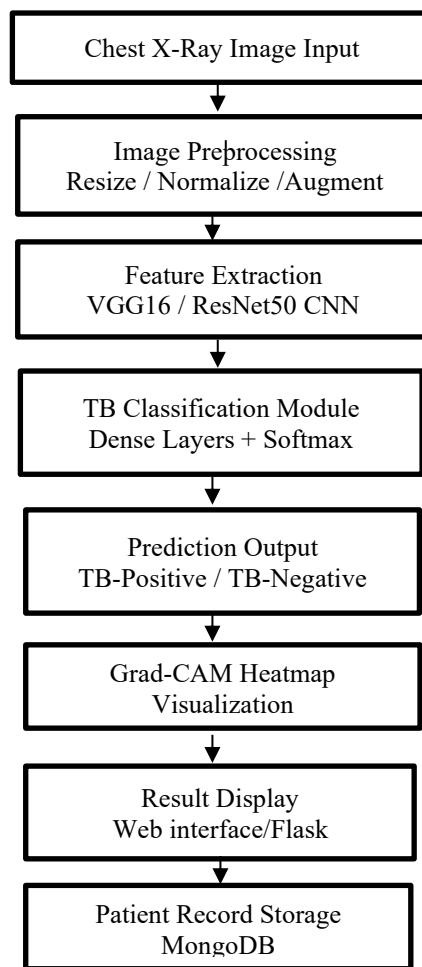 Chest X-Ray Image Input
Image Preprocessing
Resize / Normalize /Augment
Feature Extraction
VGG16 / ResNet50 CNN
TB Classification Module
Dense Layers + Softmax
Prediction Output
TB-Positive / TB-Negative
Grad-CAM Heatmap
Visualization
Result Display
Web interface/Flask
Patient Record Storage
MongoDB